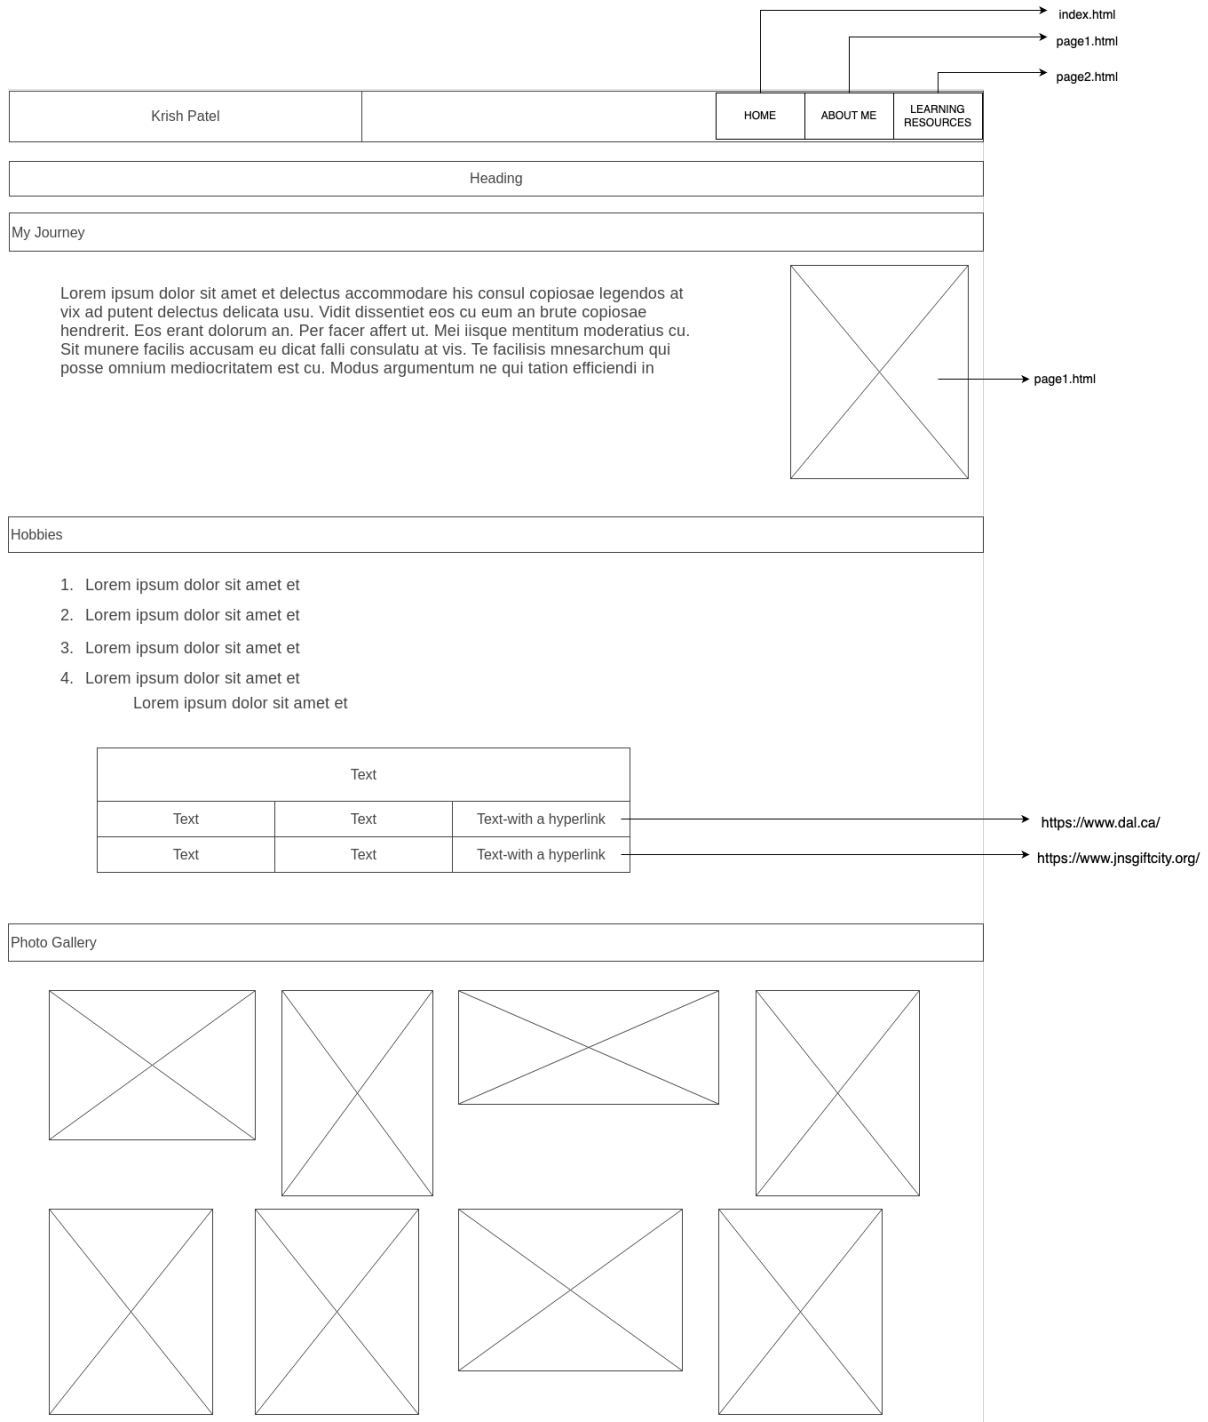 index.html
page1.html
page2.html
Krish Patel
HOME
ABOUT ME
LEARNING
RESOURCES
Heading
My Journey
Lorem ipsum dolor sit amet et delectus accommodare his consul copiosae legendos at
vix ad putent delectus delicata usu. Vidit dissentiet eos cu eum an brute copiosae
hendrerit. Eos erant dolorum an. Per facer affert ut. Mei iisque mentitum moderatius cu.
Sit munere facilis accusam eu dicat falli consulatu at vis. Te facilisis mnesarchum qui
posse omnium mediocritatem est cu. Modus argumentum ne qui tation efficiendi in
page1.html
Hobbies
1. Lorem ipsum dolor sit amet et
2. Lorem ipsum dolor sit amet et
3. Lorem ipsum dolor sit amet et
4. Lorem ipsum dolor sit amet et
Lorem ipsum dolor sit amet et
Text
Text Text Text-with a hyperlink https://www.dal.ca/
Text Text Text-with a hyperlink https://www.jnsgiftcity.org/
Photo Gallery